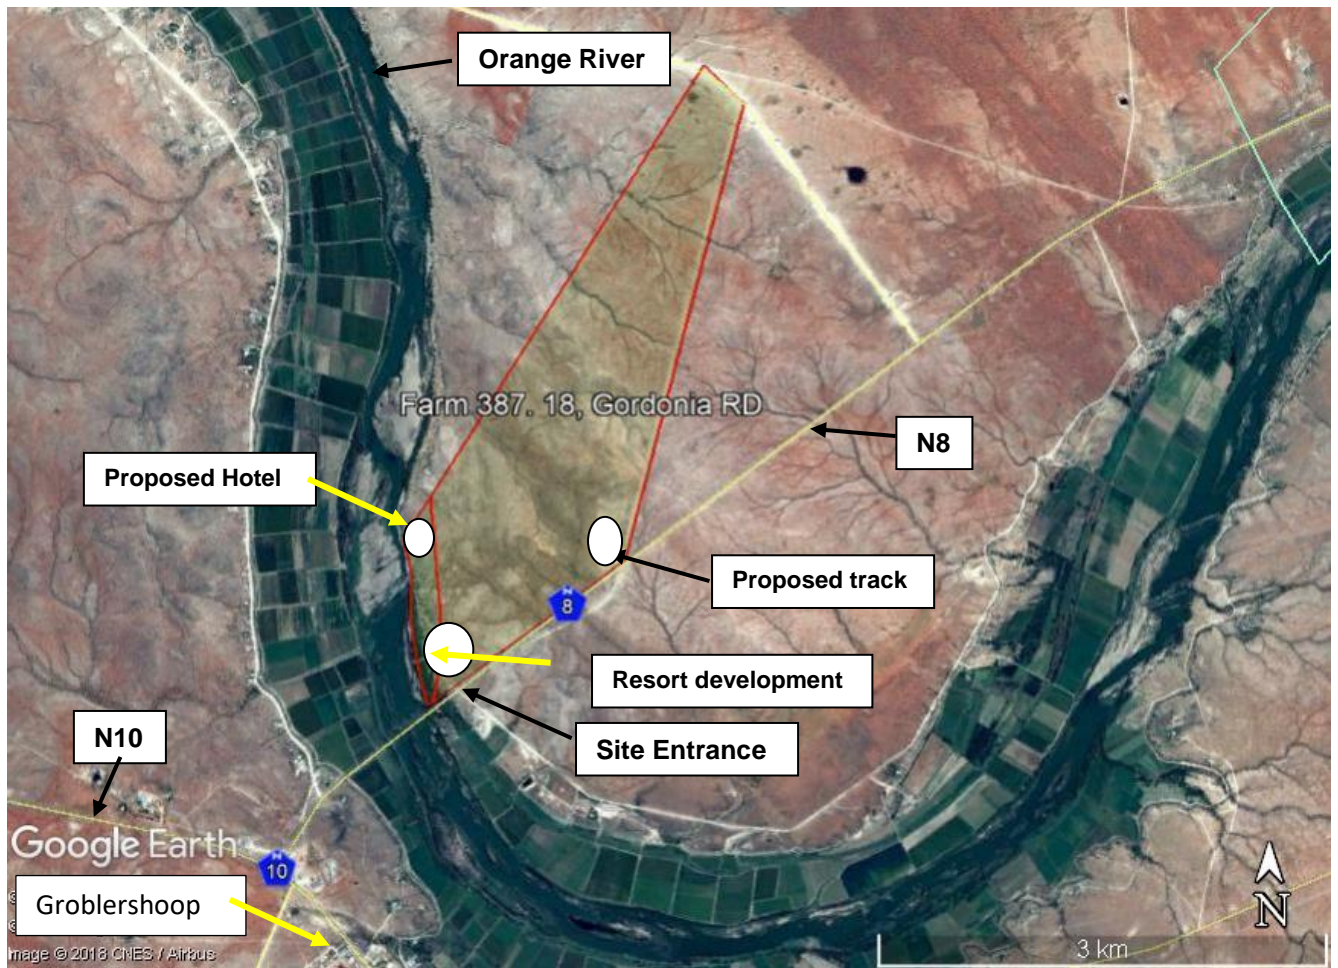 Orange River
Farm 387. 18, Gordonia RD
N8
Proposed Hotel
Proposed track
N
8
Resort development
Site Entrance
N10
Google Earth
N
10
Groblershoop
N
3 km
mage © 2018 CNES / Airbus